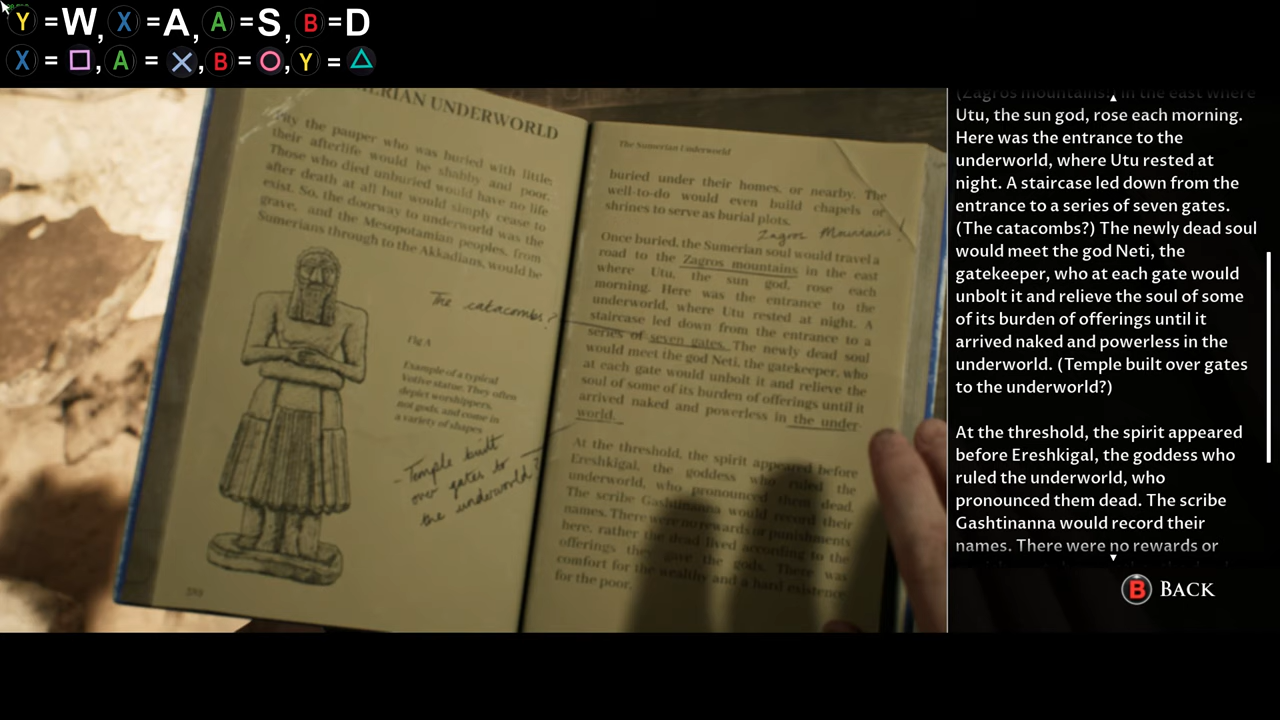 Y =W, X =A, A =S, B =D
X = □, A = ✕, B = ○, Y = △
ERIAN UNDERWORLD
the pauper who was buried with little;
their afterlife would be shabby and poor.
Those who died unburied would have no life
after death at all but would simply cease to
exist. So, the doorway to underworld was the
grave, and the Mesopotamian peoples, from
Sumerians through to the Akkadians, would be
The catacombs?
Fig A
Example of a typical
Votive statue. They often
depict worshippers,
not gods, and come in
a variety of shapes
- Temple built
over gates to
the underworld?
The Sumerian Underworld
buried under their homes, or nearby. The
well-to-do would even build chapels or
shrines to serve as burial plots.
Zagros Mountains?
Once buried, the Sumerian soul would travel a
road to the Zagros mountains in the east
where Utu, the sun god, rose each
morning. Here was the entrance to the
underworld, where Utu rested at night. A
staircase led down from the entrance to a
series of seven gates. The newly dead soul
would meet the god Neti, the gatekeeper, who
at each gate would unbolt it and relieve the
soul of some of its burden of offerings until it
arrived naked and powerless in the under-
world.
At the threshold, the spirit appeared before
Ereshkigal, the goddess who ruled the
underworld, who pronounced them dead.
The scribe Gashtinanna would record their
names. There were no rewards or punishments
here, rather the dead lived according to the
offerings they gave the gods. There was
comfort for the wealthy and a hard existence
for the poor.
(Zagros mountains?) in the east where
Utu, the sun god, rose each morning.
Here was the entrance to the
underworld, where Utu rested at
night. A staircase led down from the
entrance to a series of seven gates.
(The catacombs?) The newly dead soul
would meet the god Neti, the
gatekeeper, who at each gate would
unbolt it and relieve the soul of some
of its burden of offerings until it
arrived naked and powerless in the
underworld. (Temple built over gates
to the underworld?)
At the threshold, the spirit appeared
before Ereshkigal, the goddess who
ruled the underworld, who
pronounced them dead. The scribe
Gashtinanna would record their
names. There were no rewards or
B BACK